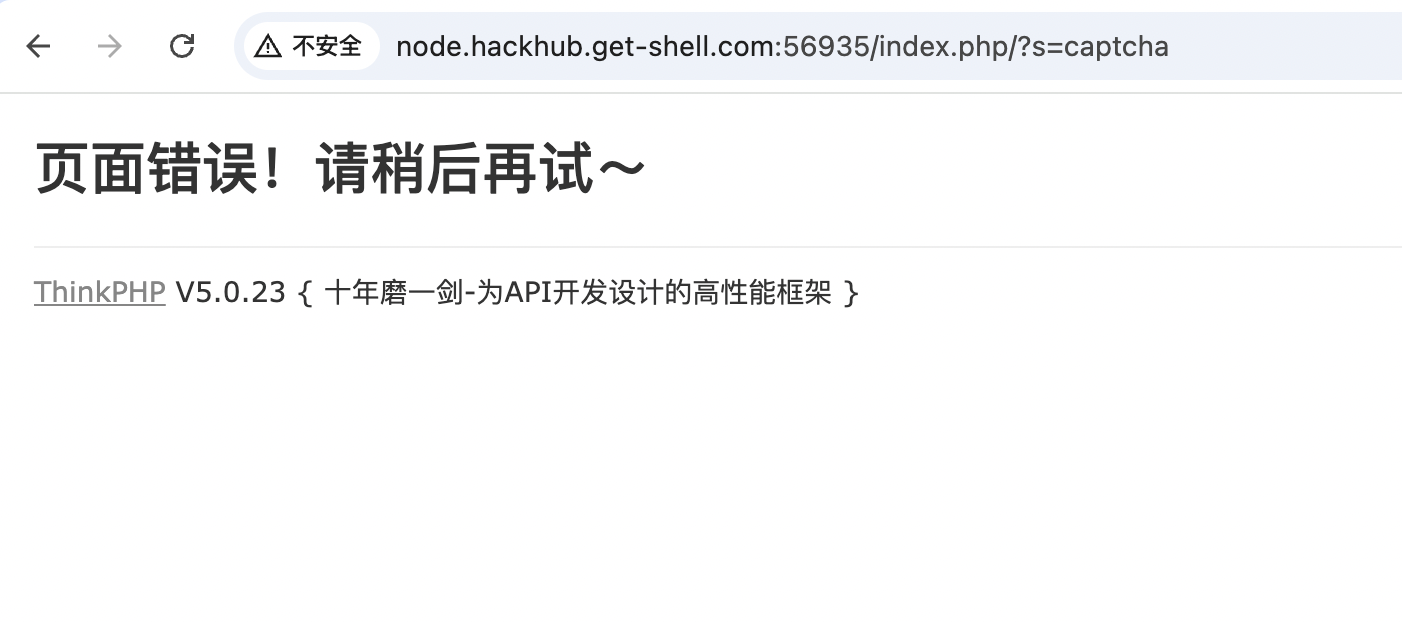 不安全 node.hackhub.get-shell.com:56935/index.php/?s=captcha
页面错误！请稍后再试～
ThinkPHP V5.0.23 { 十年磨一剑-为API开发设计的高性能框架 }